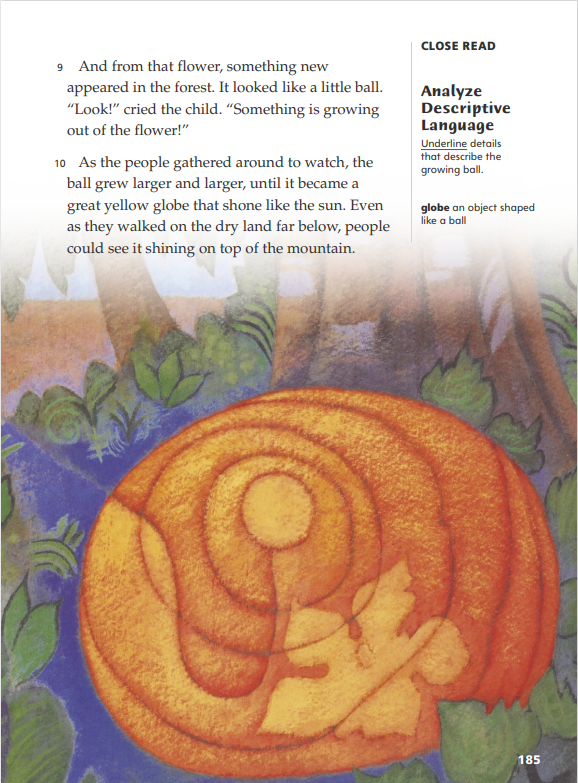 9 And from that flower, something new
appeared in the forest. It looked like a little ball.
“Look!” cried the child. “Something is growing
out of the flower!”
10 As the people gathered around to watch, the
ball grew larger and larger, until it became a
great yellow globe that shone like the sun. Even
as they walked on the dry land far below, people
could see it shining on top of the mountain.
CLOSE READ
Analyze
Descriptive
Language
Underline details
that describe the
growing ball.
globe an object shaped
like a ball
185